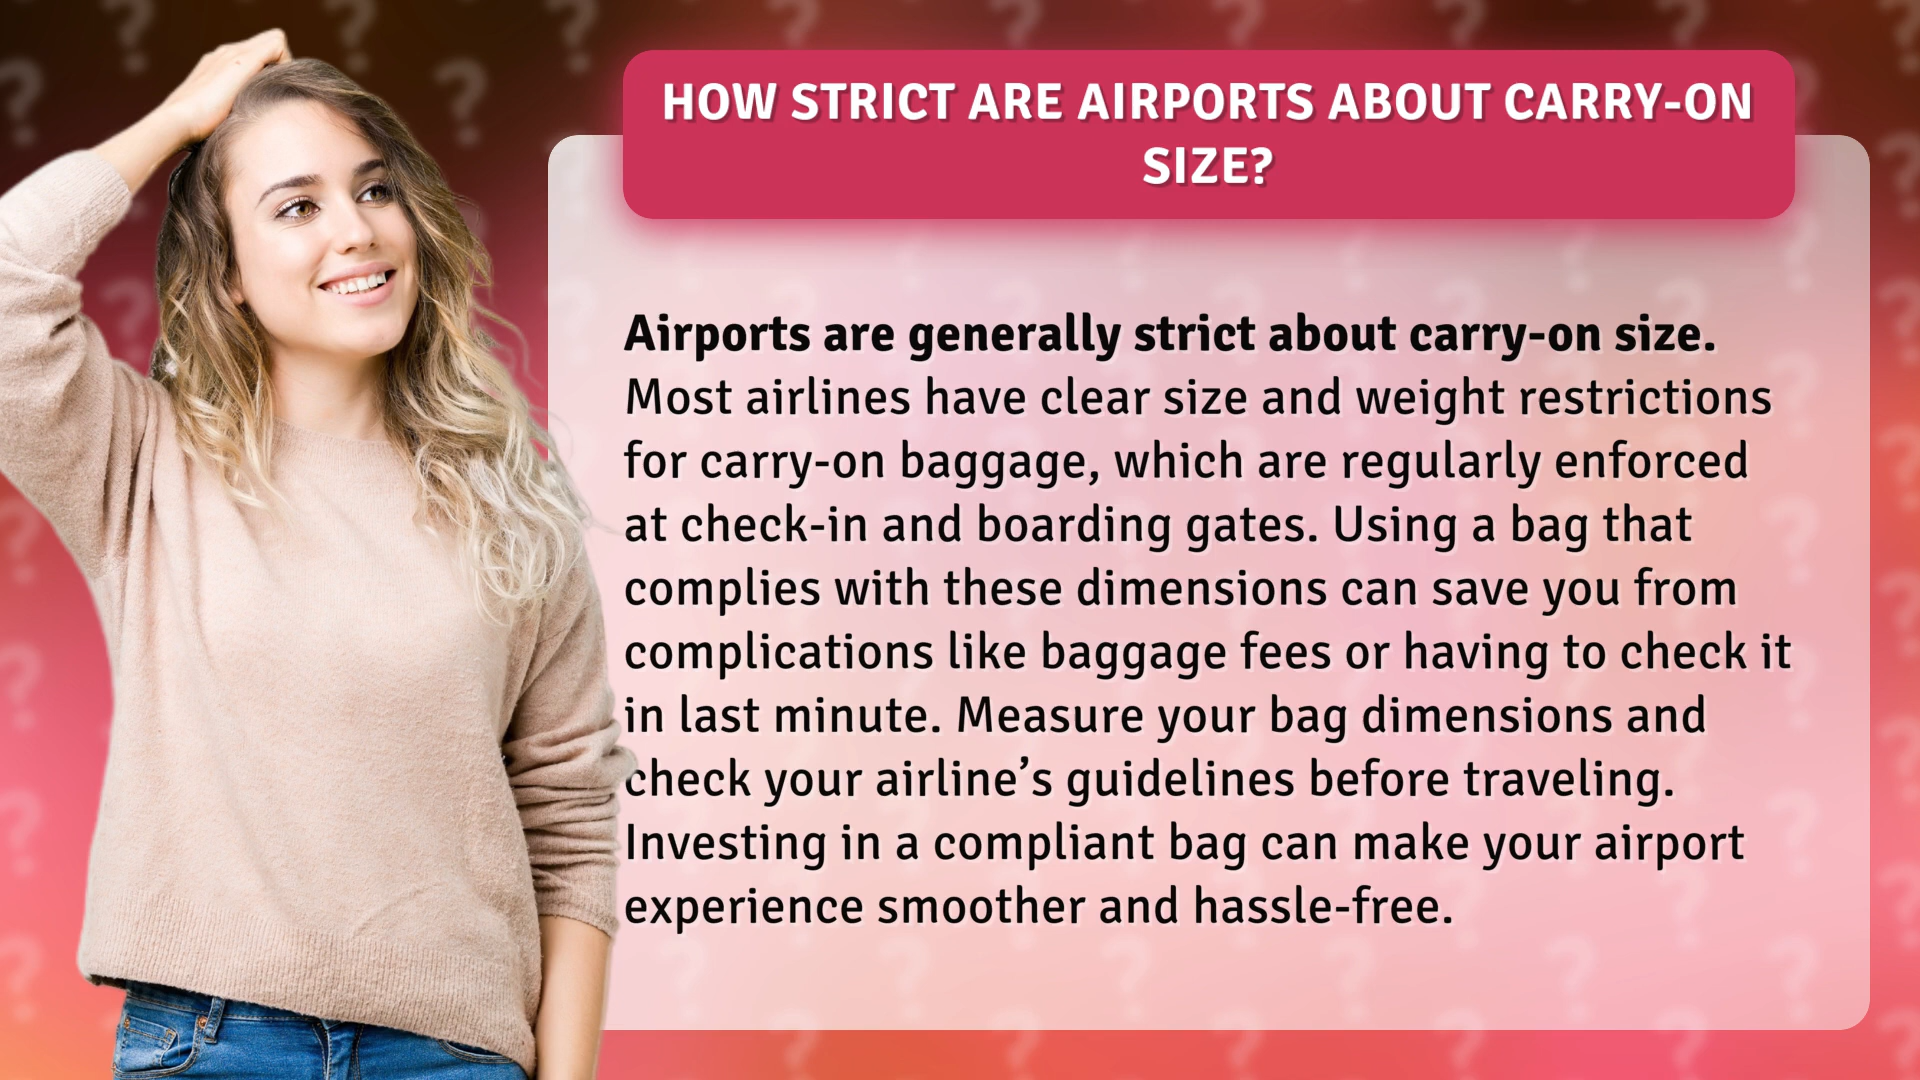 HOW STRICT ARE AIRPORTS ABOUT CARRY-ON
SIZE?
Airports are generally strict about carry-on size.
Most airlines have clear size and weight restrictions
for carry-on baggage, which are regularly enforced
at check-in and boarding gates. Using a bag that
complies with these dimensions can save you from
complications like baggage fees or having to check it
in last minute. Measure your bag dimensions and
check your airline’s guidelines before traveling.
Investing in a compliant bag can make your airport
experience smoother and hassle-free.